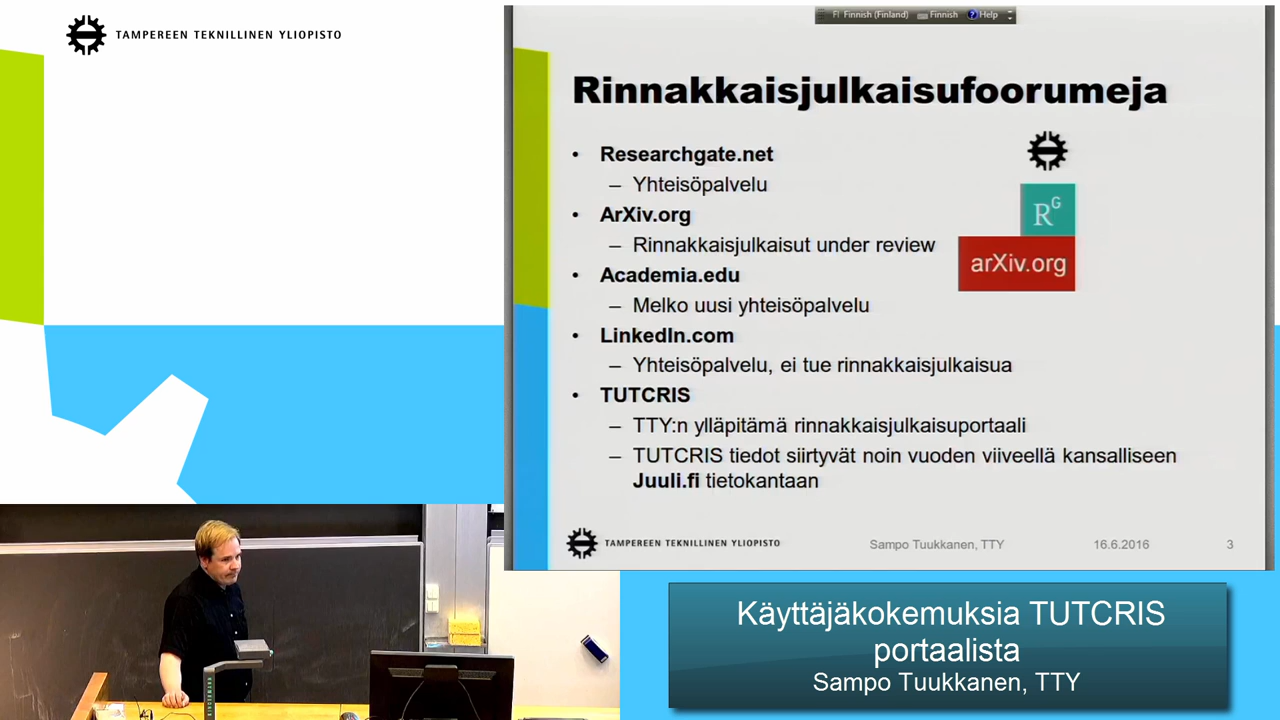 TAMPEREEN TEKNILLINEN YLIOPISTO
FI Finnish (Finland) Finnish Help
Rinnakkaisjulkaisufoorumeja
• Researchgate.net
– Yhteisöpalvelu
• ArXiv.org
– Rinnakkaisjulkaisut under review
• Academia.edu
– Melko uusi yhteisöpalvelu
• LinkedIn.com
– Yhteisöpalvelu, ei tue rinnakkaisjulkaisua
• TUTCRIS
– TTY:n ylläpitämä rinnakkaisjulkaisuportaali
– TUTCRIS tiedot siirtyvät noin vuoden viiveellä kansalliseen
Juuli.fi tietokantaan
RG
arXiv.org
TAMPEREEN TEKNILLINEN YLIOPISTO
Sampo Tuukkanen, TTY
16.6.2016
3
Käyttäjäkokemuksia TUTCRIS
portaalista
Sampo Tuukkanen, TTY